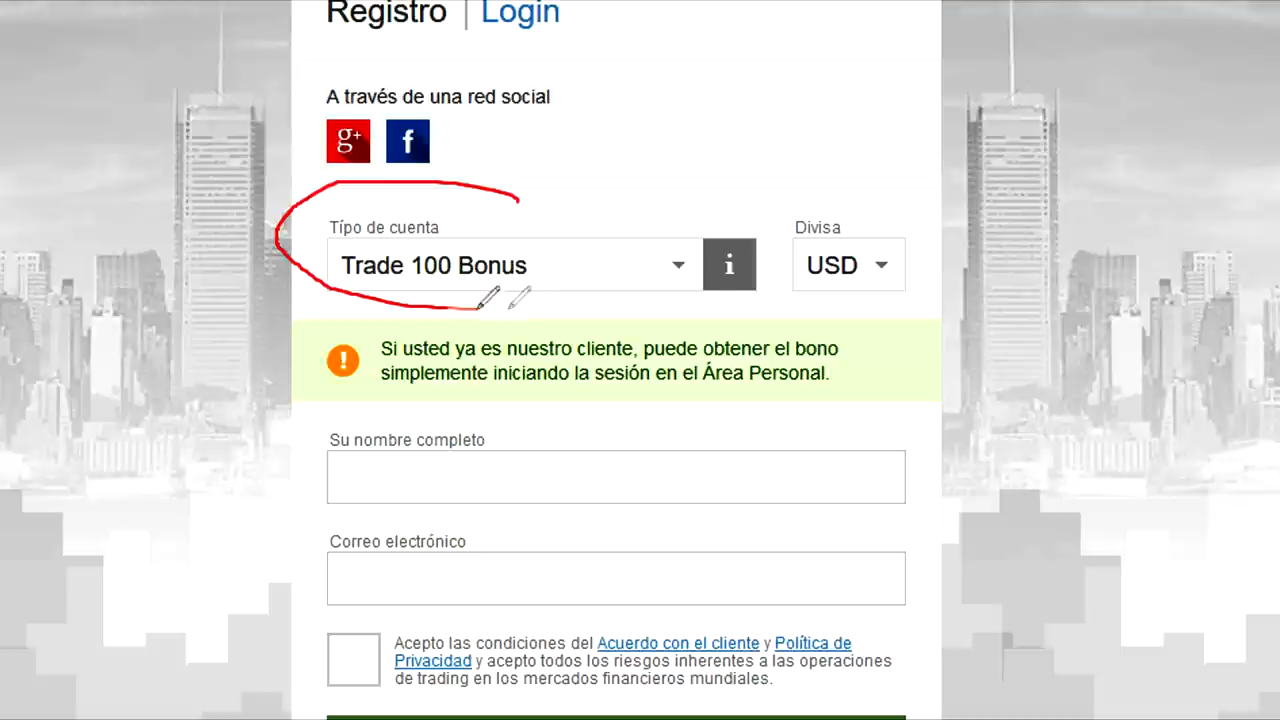 Registro | Login
A través de una red social
g+ f
Típo de cuenta
Divisa
Trade 100 Bonus
i
USD
!
Si usted ya es nuestro cliente, puede obtener el bono
simplemente iniciando la sesión en el Área Personal.
Su nombre completo
Correo electrónico
Acepto las condiciones del Acuerdo con el cliente y Política de
Privacidad y acepto todos los riesgos inherentes a las operaciones
de trading en los mercados financieros mundiales.